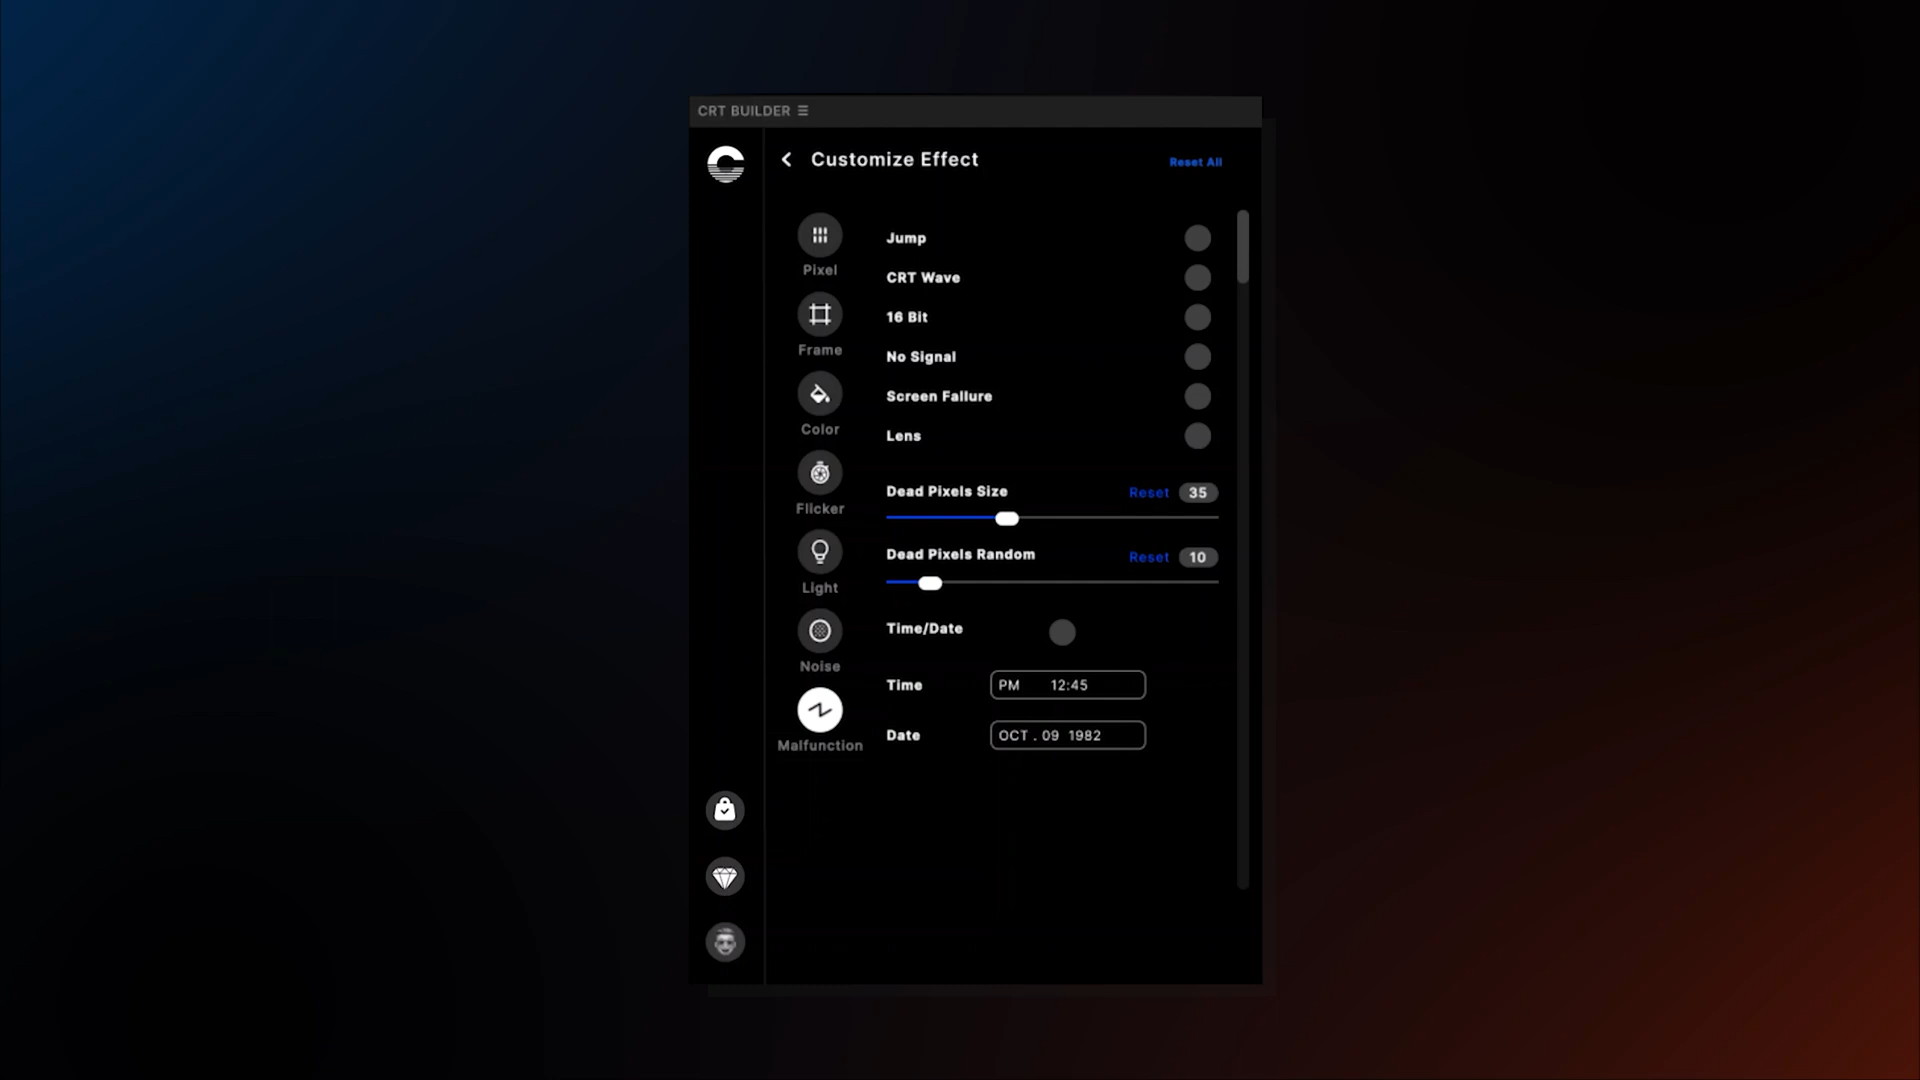 CRT BUILDER
Customize Effect
Reset All
Pixel
Frame
Color
Flicker
Light
Noise
Malfunction
Jump
CRT Wave
16 Bit
No Signal
Screen Failure
Lens
Dead Pixels Size
Reset 35
Dead Pixels Random
Reset 10
Time/Date
Time
PM 12:45
Date
OCT . 09 1982